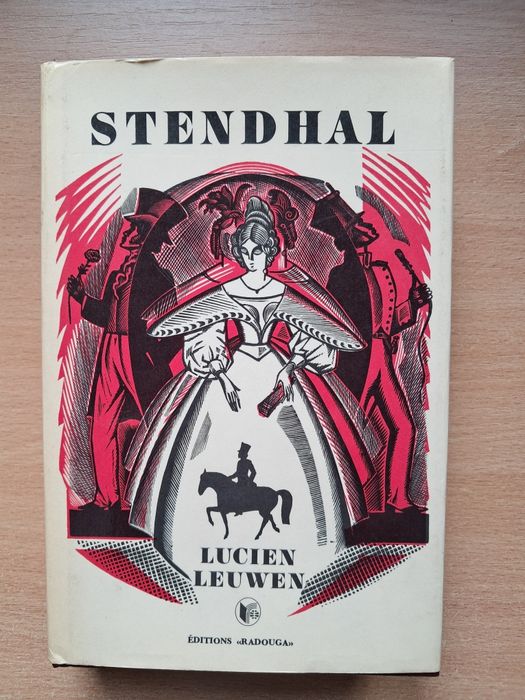 STENDHAL
LUCIEN
LEUWEN
ÉDITIONS «RADOUGA»